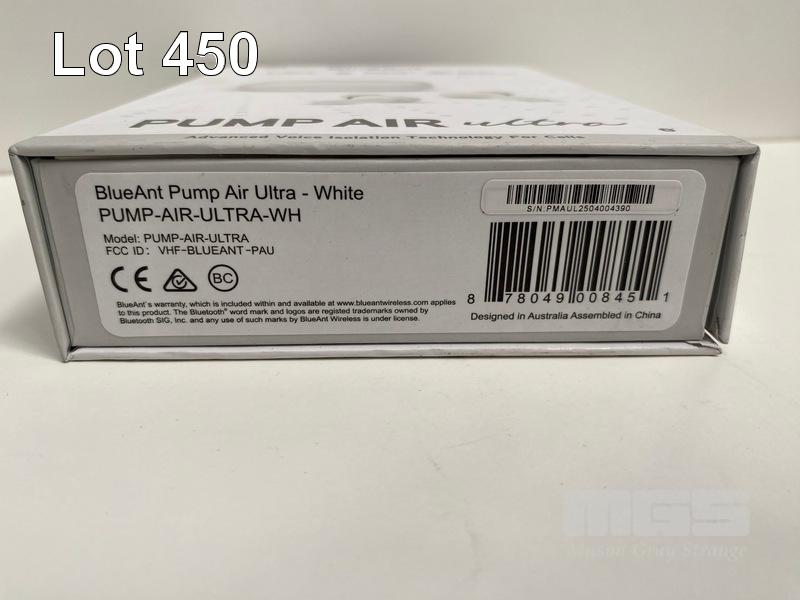 Lot 450
PUMP AIR ultra
Advanced Voice Isolation Technology For Calls
BlueAnt Pump Air Ultra - White
PUMP-AIR-ULTRA-WH
Model: PUMP-AIR-ULTRA
FCC ID: VHF-BLUEANT-PAU
CE
BC
BlueAnt's warranty, which is included within and available at www.blueantwireless.com applies
to this product. The Bluetooth® word mark and logos are registed trademarks owned by
Bluetooth SIG, Inc. and any use of such marks by BlueAnt Wireless is under license.
S/N:PMAUL2504004390
8 78049 00845 1
Designed in Australia Assembled in China
MGS
Mason Gray Strange